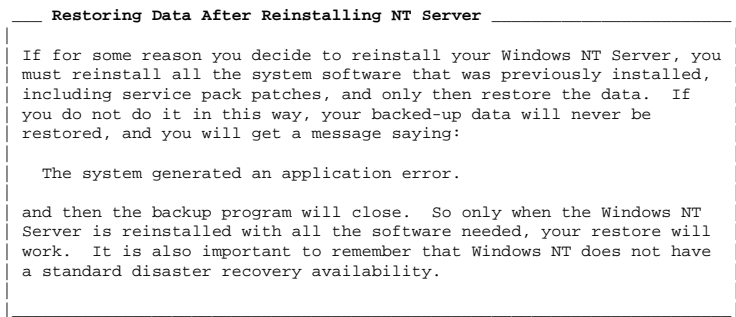 Restoring Data After Reinstalling NT Server
If for some reason you decide to reinstall your Windows NT Server, you
must reinstall all the system software that was previously installed,
including service pack patches, and only then restore the data. If
you do not do it in this way, your backed-up data will never be
restored, and you will get a message saying:
The system generated an application error.
and then the backup program will close. So only when the Windows NT
Server is reinstalled with all the software needed, your restore will
work. It is also important to remember that Windows NT does not have
a standard disaster recovery availability.